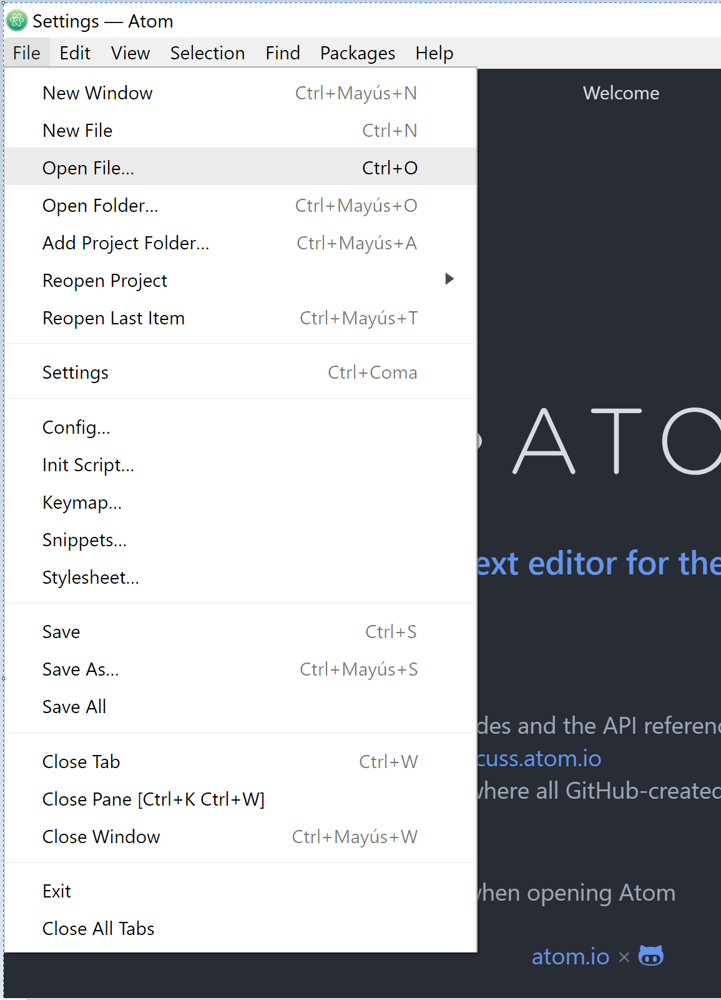 Settings — Atom
File Edit View Selection Find Packages Help
New Window Ctrl+Mayús+N
New File Ctrl+N
Open File... Ctrl+O
Open Folder... Ctrl+Mayús+O
Add Project Folder... Ctrl+Mayús+A
Reopen Project
Reopen Last Item Ctrl+Mayús+T
Settings Ctrl+Coma
Config...
Init Script...
Keymap...
Snippets...
Stylesheet...
Save Ctrl+S
Save As... Ctrl+Mayús+S
Save All
Close Tab Ctrl+W
Close Pane [Ctrl+K Ctrl+W]
Close Window Ctrl+Mayús+W
Exit
Close All Tabs
Welcome
ATO
ext editor for the
des and the API referenc
cuss.atom.io
where all GitHub-created
when opening Atom
atom.io ×